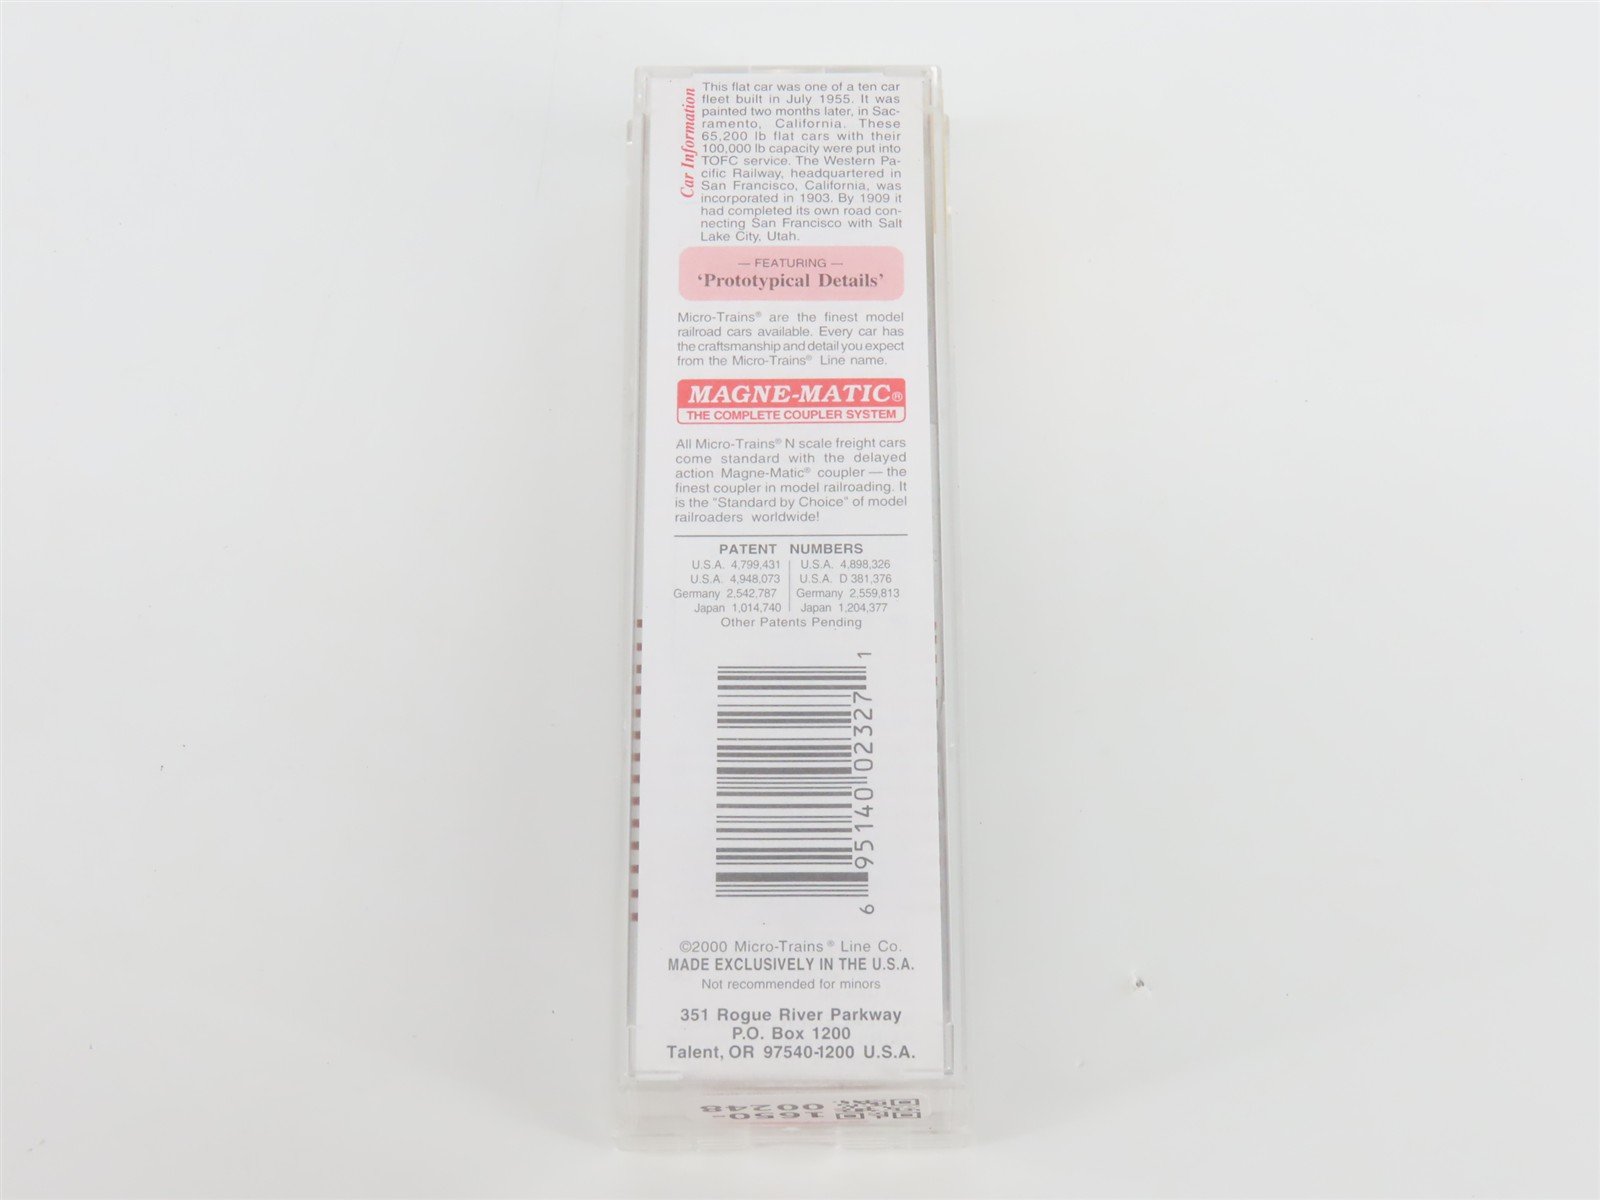 Car Information
This flat car was one of a ten car
fleet built in July 1955. It was
painted two months later, in Sac-
ramento, California. These
65,200 lb flat cars with their
100,000 lb capacity were put into
TOFC service. The Western Pa-
cific Railway, headquartered in
San Francisco, California, was
incorporated in 1903. By 1909 it
had completed its own road con-
necting San Francisco with Salt
Lake City, Utah.
— FEATURING —
‘Prototypical Details’
Micro-Trains® are the finest model
railroad cars available. Every car has
the craftsmanship and detail you expect
from the Micro-Trains® Line name.
MAGNE-MATIC®
THE COMPLETE COUPLER SYSTEM
All Micro-Trains® N scale freight cars
come standard with the delayed
action Magne-Matic® coupler — the
finest coupler in model railroading. It
is the "Standard by Choice" of model
railroaders worldwide!
PATENT NUMBERS
U.S.A. 4,799,431 U.S.A. 4,898,326
U.S.A. 4,948,073 U.S.A. D 381,376
Germany 2,542,787 Germany 2,559,813
Japan 1,014,740 Japan 1,204,377
Other Patents Pending
6 95140 02327 1
©2000 Micro-Trains® Line Co.
MADE EXCLUSIVELY IN THE U.S.A.
Not recommended for minors
351 Rogue River Parkway
P.O. Box 1200
Talent, OR 97540-1200 U.S.A.
1650-
00248